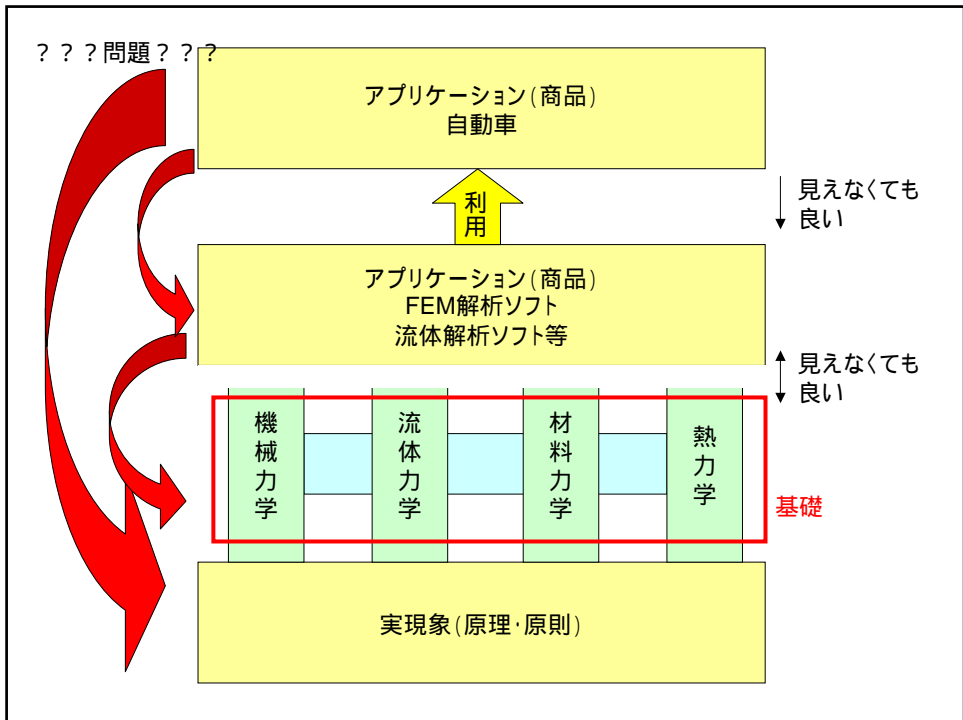 ？？？問題？？？
アプリケーション(商品)
自動車
利用
見えなくても
良い
アプリケーション(商品)
FEM解析ソフト
流体解析ソフト等
見えなくても
良い
機械力学
流体力学
材料力学
熱力学
基礎
実現象(原理・原則)